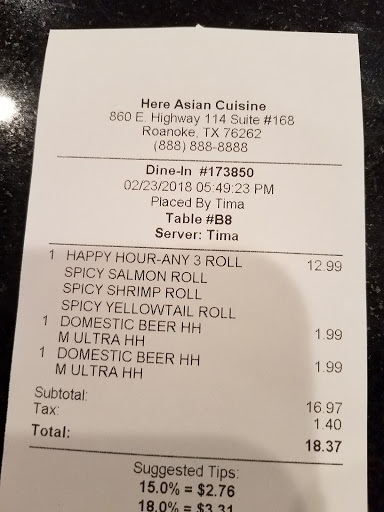 Here Asian Cuisine
860 E. Highway 114 Suite #168
Roanoke, TX 76262
(888) 888-8888
Dine-In #173850
02/23/2018 05:49:23 PM
Placed By Tima
Table #B8
Server: Tima
1 HAPPY HOUR-ANY 3 ROLL 12.99
SPICY SALMON ROLL
SPICY SHRIMP ROLL
SPICY YELLOWTAIL ROLL
1 DOMESTIC BEER HH 1.99
M ULTRA HH
1 DOMESTIC BEER HH 1.99
M ULTRA HH
Subtotal: 16.97
Tax: 1.40
Total: 18.37
Suggested Tips:
15.0% = $2.76
18.0% = $3.31